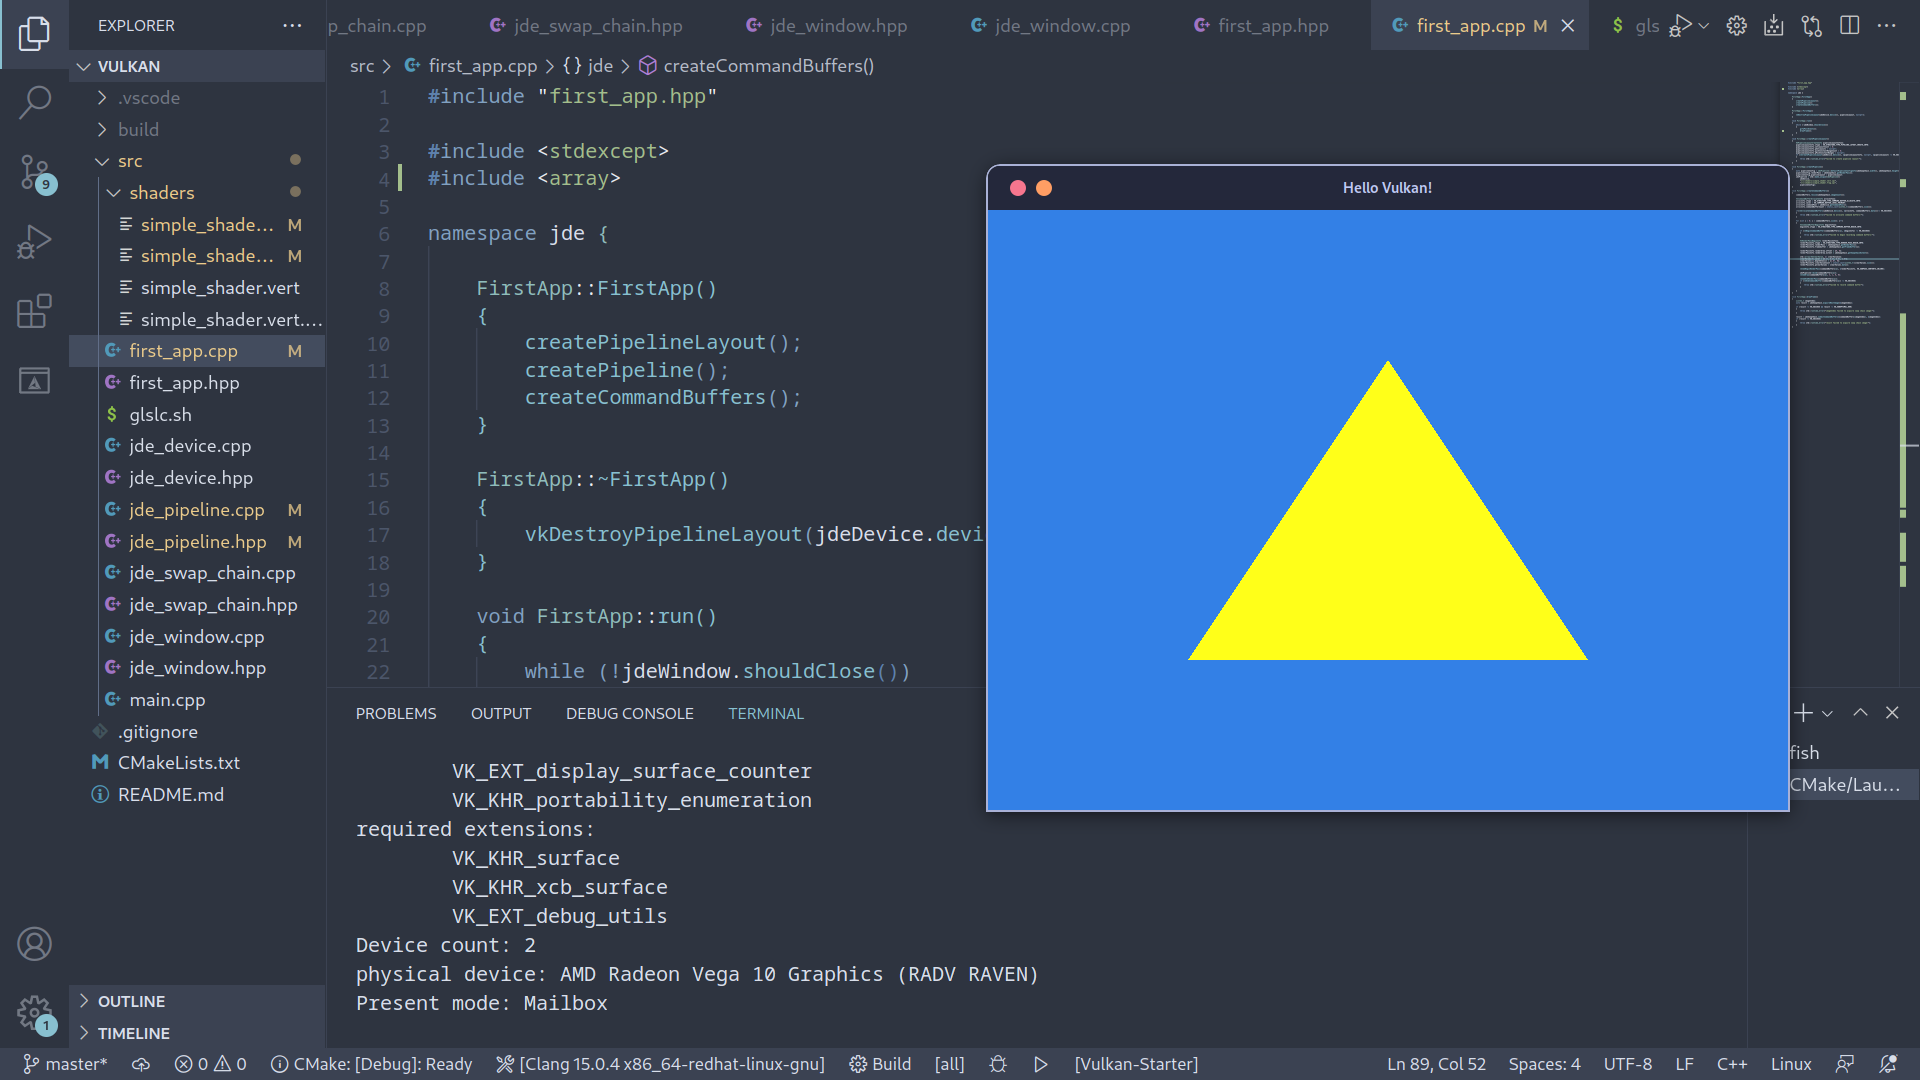 EXPLORER
VULKAN
.vscode
build
src
shaders
simple_shade... M
simple_shade... M
simple_shader.vert
simple_shader.vert....
first_app.cpp M
first_app.hpp
$ glslc.sh
jde_device.cpp
jde_device.hpp
jde_pipeline.cpp M
jde_pipeline.hpp M
jde_swap_chain.cpp
jde_swap_chain.hpp
jde_window.cpp
jde_window.hpp
main.cpp
.gitignore
CMakeLists.txt
README.md
OUTLINE
TIMELINE
9
1
p_chain.cpp jde_swap_chain.hpp jde_window.hpp jde_window.cpp first_app.hpp first_app.cpp M $ gls
src > first_app.cpp > {} jde > createCommandBuffers()
1 #include "first_app.hpp"
2
3 #include <stdexcept>
4 #include <array>
5
6 namespace jde {
7
8 FirstApp::FirstApp()
9 {
10 createPipelineLayout();
11 createPipeline();
12 createCommandBuffers();
13 }
14
15 FirstApp::~FirstApp()
16 {
17 vkDestroyPipelineLayout(jdeDevice.devi
18 }
19
20 void FirstApp::run()
21 {
22 while (!jdeWindow.shouldClose())
Hello Vulkan!
PROBLEMS OUTPUT DEBUG CONSOLE TERMINAL
VK_EXT_display_surface_counter
VK_KHR_portability_enumeration
required extensions:
VK_KHR_surface
VK_KHR_xcb_surface
VK_EXT_debug_utils
Device count: 2
physical device: AMD Radeon Vega 10 Graphics (RADV RAVEN)
Present mode: Mailbox
fish
CMake/Lau...
master* 0 0 CMake: [Debug]: Ready [Clang 15.0.4 x86_64-redhat-linux-gnu] Build [all] [Vulkan-Starter] Ln 89, Col 52 Spaces: 4 UTF-8 LF C++ Linux